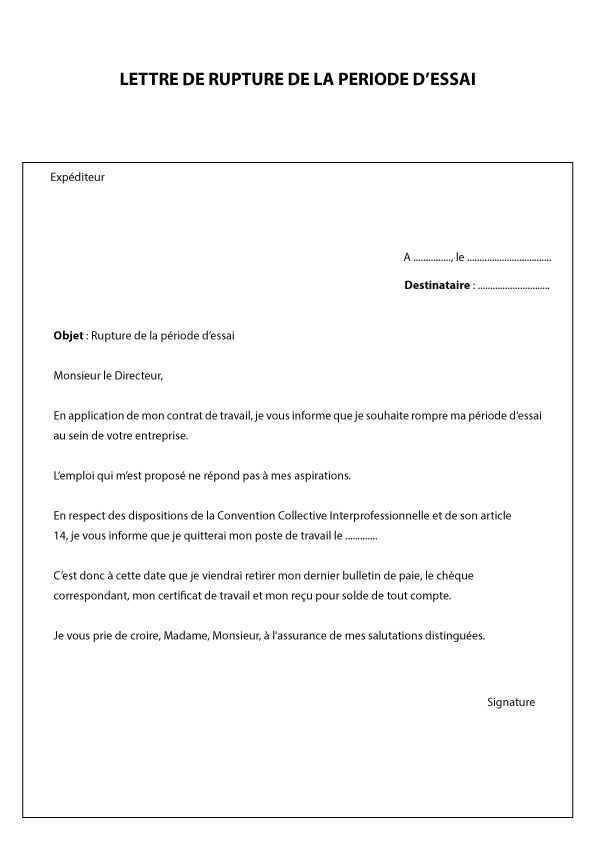 LETTRE DE RUPTURE DE LA PERIODE D’ESSAI
Expéditeur
A ..............., le ..................................
Destinataire : .............................
Objet : Rupture de la période d’essai
Monsieur le Directeur,
En application de mon contrat de travail, je vous informe que je souhaite rompre ma période d’essai
au sein de votre entreprise.
L’emploi qui m’est proposé ne répond pas à mes aspirations.
En respect des dispositions de la Convention Collective Interprofessionnelle et de son article
14, je vous informe que je quitterai mon poste de travail le .............
C’est donc à cette date que je viendrai retirer mon dernier bulletin de paie, le chèque
correspondant, mon certificat de travail et mon reçu pour solde de tout compte.
Je vous prie de croire, Madame, Monsieur, à l'assurance de mes salutations distinguées.
Signature